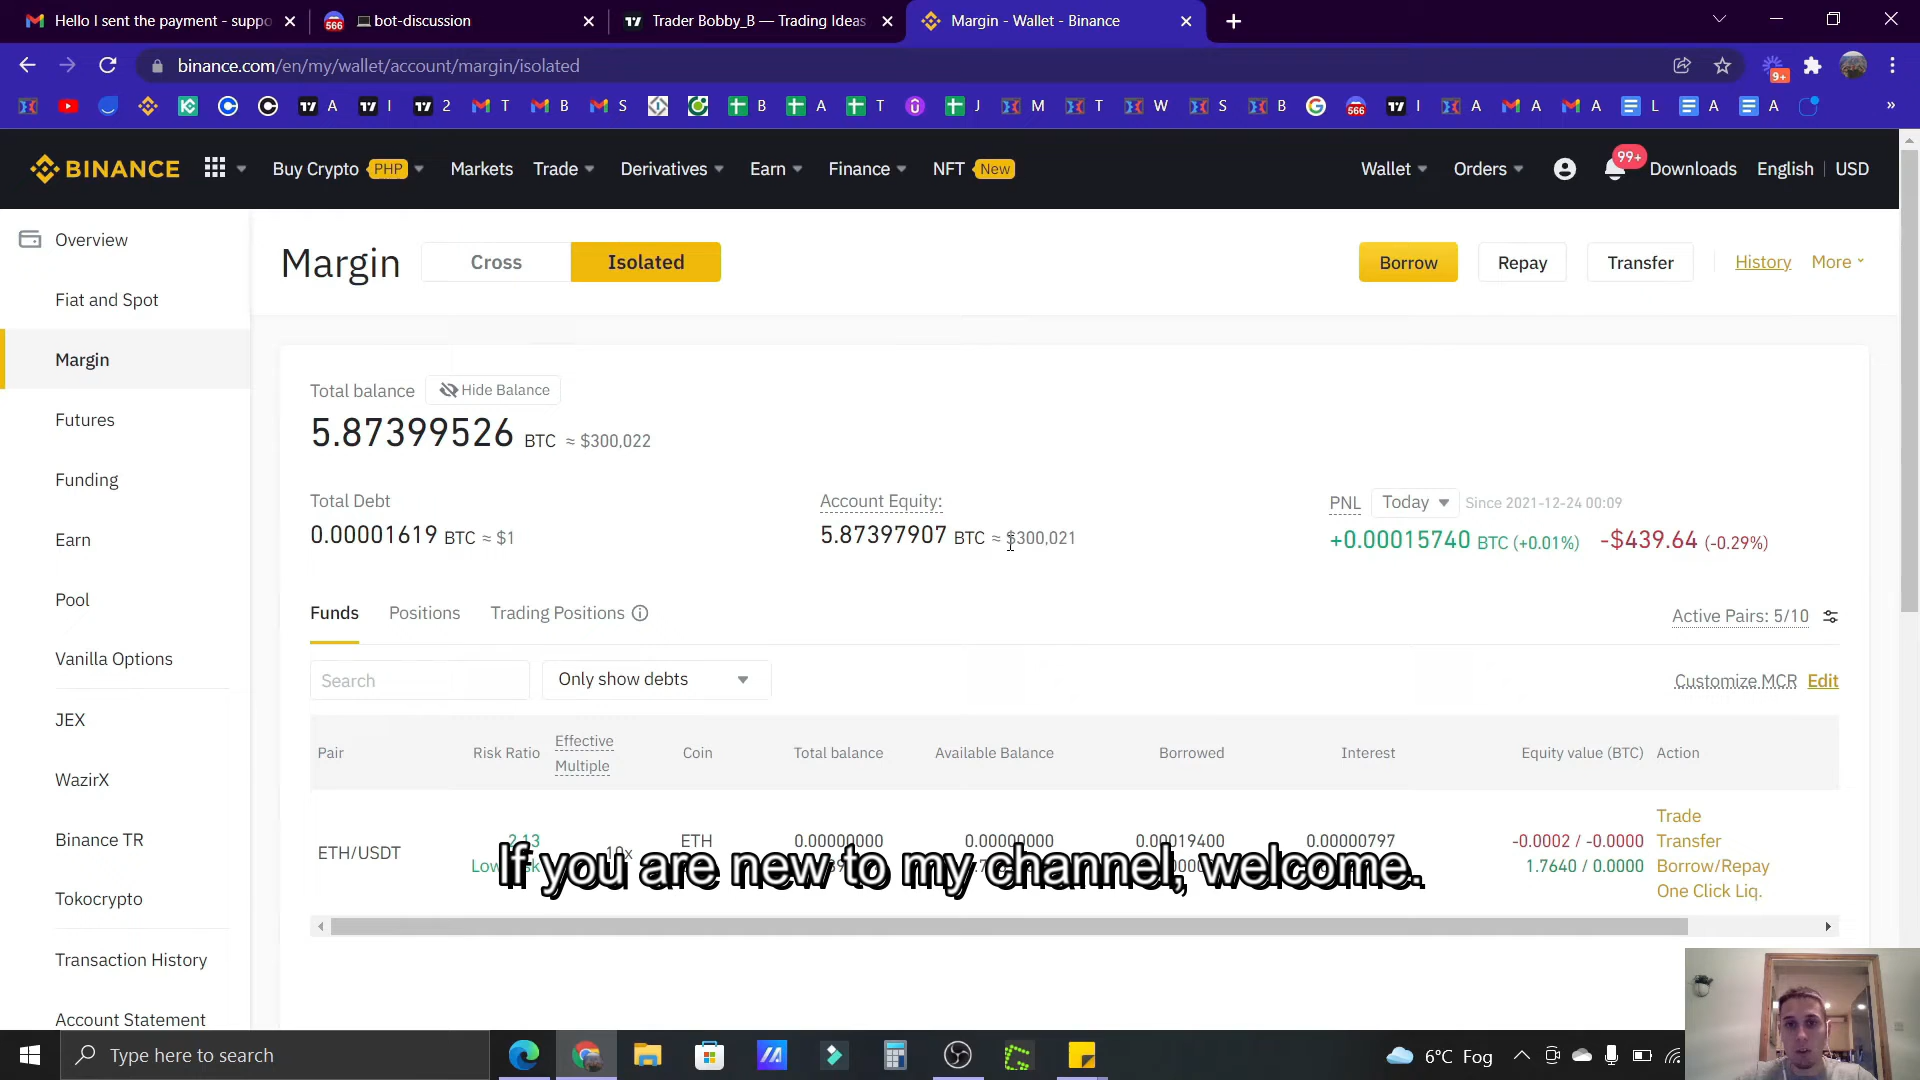 Hello I sent the payment - suppo
566
bot-discussion
Trader Bobby_B — Trading Ideas
Margin - Wallet - Binance
binance.com/en/my/wallet/account/margin/isolated
9+
A
I
2
T
B
S
B
A
T
J
M
T
W
S
B
566
I
A
A
A
L
A
A
»
BINANCE
Buy Crypto
PHP
Markets
Trade
Derivatives
Earn
Finance
NFT
New
Wallet
Orders
99+
Downloads
English
USD
Overview
Fiat and Spot
Margin
Futures
Funding
Earn
Pool
Vanilla Options
JEX
WazirX
Binance TR
Tokocrypto
Transaction History
Account Statement
Margin
Cross
Isolated
Borrow
Repay
Transfer
History
More
Total balance
Hide Balance
5.87399526 BTC ≈ $300,022
Total Debt
0.00001619 BTC ≈ $1
Account Equity:
5.87397907 BTC ≈ $300,021
PNL
Today
Since 2021-12-24 00:09
+0.00015740 BTC (+0.01%) -$439.64 (-0.29%)
Funds
Positions
Trading Positions
Active Pairs: 5/10
Search
Only show debts
Customize MCR
Edit
Pair
Risk Ratio
Effective
Multiple
Coin
Total balance
Available Balance
Borrowed
Interest
Equity value (BTC)
Action
ETH/USDT
2.13
10x
ETH
0.00000000
0.00000000
0.00019400
0.00000797
-0.0002 / -0.0000
1.7640 / 0.0000
Trade
Transfer
Borrow/Repay
One Click Liq.
If you are new to my channel, welcome..
Type here to search
6°C Fog